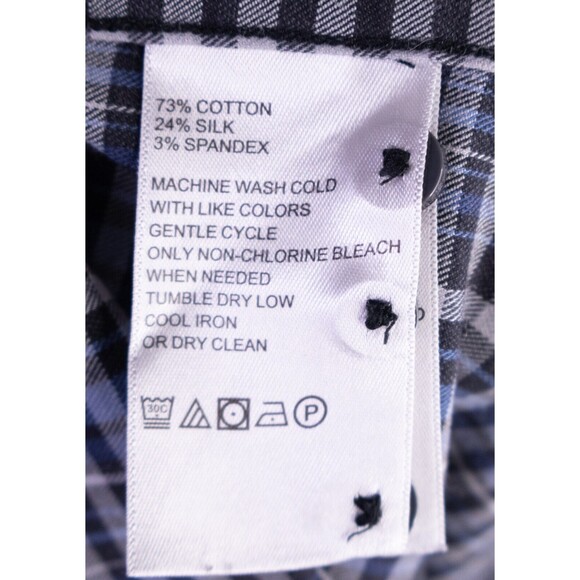 73% COTTON
24% SILK
3% SPANDEX
MACHINE WASH COLD
WITH LIKE COLORS
GENTLE CYCLE
ONLY NON-CHLORINE BLEACH
WHEN NEEDED
TUMBLE DRY LOW
COOL IRON
OR DRY CLEAN
30C P